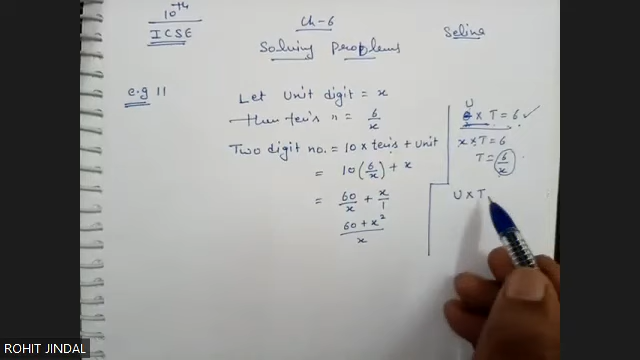 10th
ICSE
Ch-6
Solving Problems
Selina
e.g 11
Let Unit digit = x
Then ten's " = 6/x
Two digit no. = 10 x ten's + unit
= 10(6/x) + x
= 60/x + x/1
60 + x²/x
U
x T = 6 ✓
x x T = 6
T = 6/x
U x T
ROHIT JINDAL